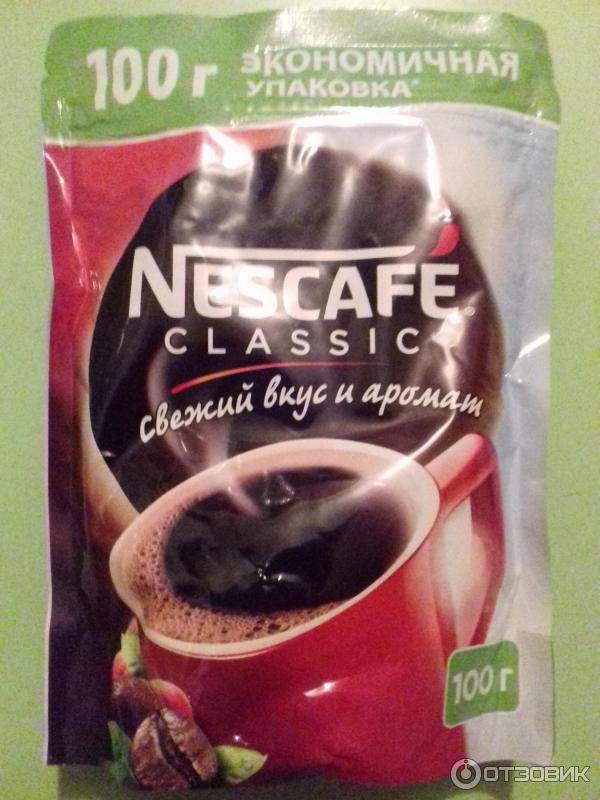 100 г ЭКОНОМИЧНАЯ
УПАКОВКА*
NESCAFÉ®
CLASSIC
свежий вкус и аромат
100 г
ОТЗОВИК